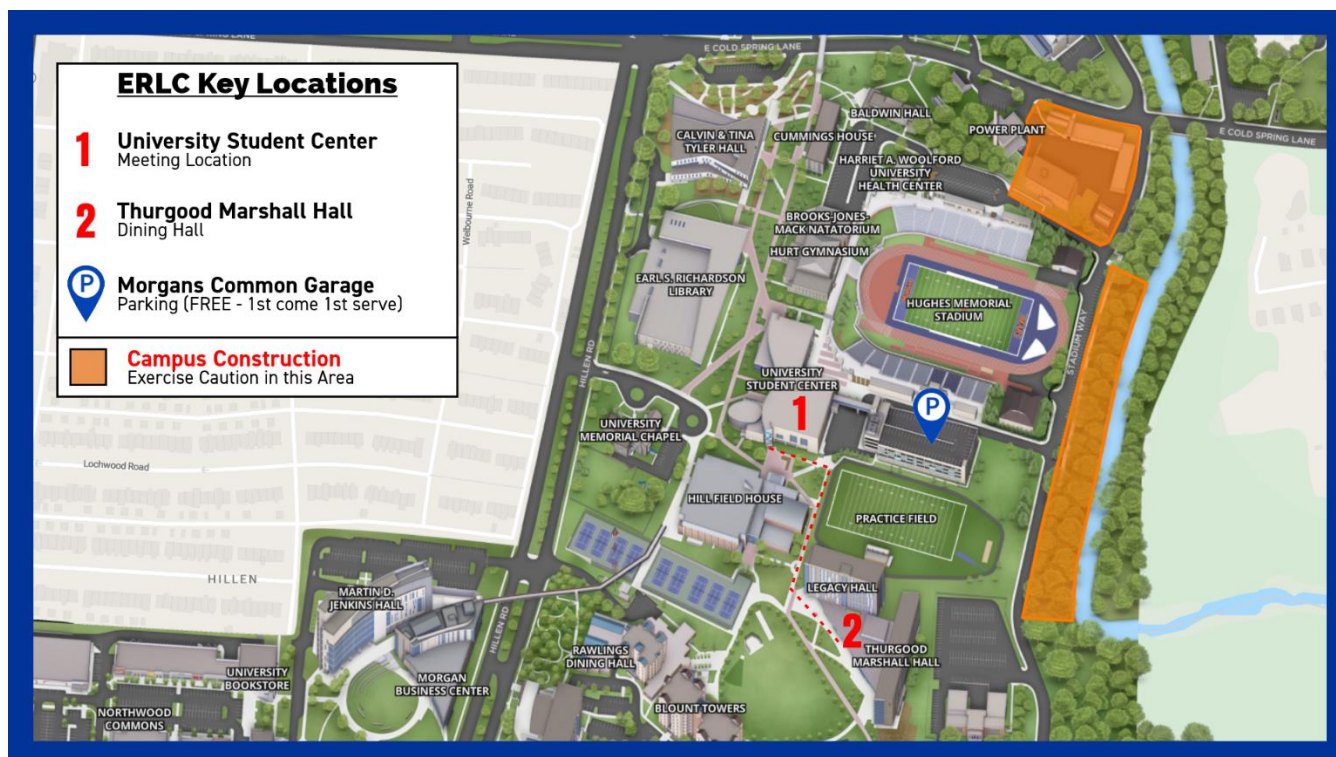 SPRING LANE
E COLD SPRING LANE
E COLD SPRING LANE
ERLC Key Locations
1
University Student Center
Meeting Location
2
Thurgood Marshall Hall
Dining Hall
P
Morgans Common Garage
Parking (FREE - 1st come 1st serve)
Campus Construction
Exercise Caution in this Area
Welbourne Road
Lochwood Road
HILLEN
HILLEN RD
HILLEN RD
STADIUM WAY
CALVIN & TINA
TYLER HALL
CUMMINGS HOUSE
BALDWIN HALL
POWER PLANT
HARRIET A. WOOLFORD
UNIVERSITY
HEALTH CENTER
BROOKS-JONES-
MACK NATATORIUM
HURT GYMNASIUM
EARL S. RICHARDSON
LIBRARY
HUGHES MEMORIAL
STADIUM
UNIVERSITY
STUDENT CENTER
1
P
UNIVERSITY
MEMORIAL CHAPEL
HILL FIELD HOUSE
PRACTICE FIELD
LEGACY HALL
2
THURGOOD
MARSHALL HALL
MARTIN D.
JENKINS HALL
RAWLINGS
DINING HALL
MORGAN
BUSINESS CENTER
UNIVERSITY
BOOKSTORE
BLOUNT TOWERS
NORTHWOOD
COMMONS